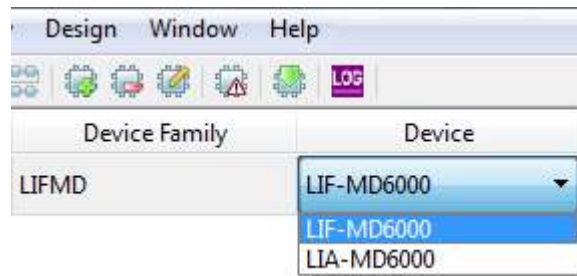 Design Window Help
LOG
Device Family Device
LIFMD LIF-MD6000
LIF-MD6000
LIA-MD6000